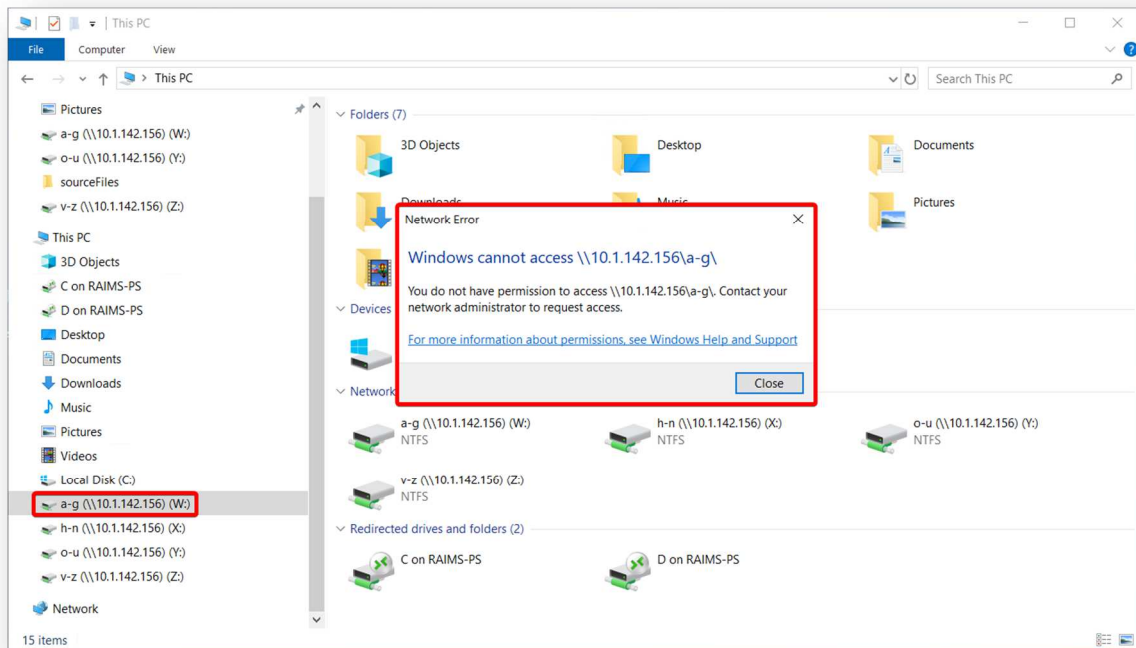 This PC
File Computer View
This PC Search This PC
Pictures
a-g (\\10.1.142.156) (W:)
o-u (\\10.1.142.156) (Y:)
sourceFiles
v-z (\\10.1.142.156) (Z:)
This PC
3D Objects
C on RAIMS-PS
D on RAIMS-PS
Desktop
Documents
Downloads
Music
Pictures
Videos
Local Disk (C:)
a-g (\\10.1.142.156) (W:)
h-n (\\10.1.142.156) (X:)
o-u (\\10.1.142.156) (Y:)
v-z (\\10.1.142.156) (Z:)
Network
15 items
Folders (7)
3D Objects
Desktop
Documents
Downloads
Music
Pictures
Network Error
Windows cannot access \\10.1.142.156\a-g\
You do not have permission to access \\10.1.142.156\a-g\. Contact your
network administrator to request access.
For more information about permissions, see Windows Help and Support
Close
Devices
Network
a-g (\\10.1.142.156) (W:)
NTFS
h-n (\\10.1.142.156) (X:)
NTFS
o-u (\\10.1.142.156) (Y:)
NTFS
v-z (\\10.1.142.156) (Z:)
NTFS
Redirected drives and folders (2)
C on RAIMS-PS
D on RAIMS-PS